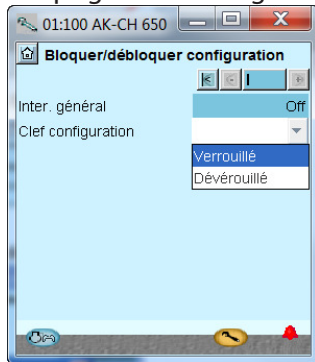 01:100 AK-CH 650
Bloquer/débloquer configuration
Inter. général Off
Clef configuration
Verrouillé
Dévérouillé